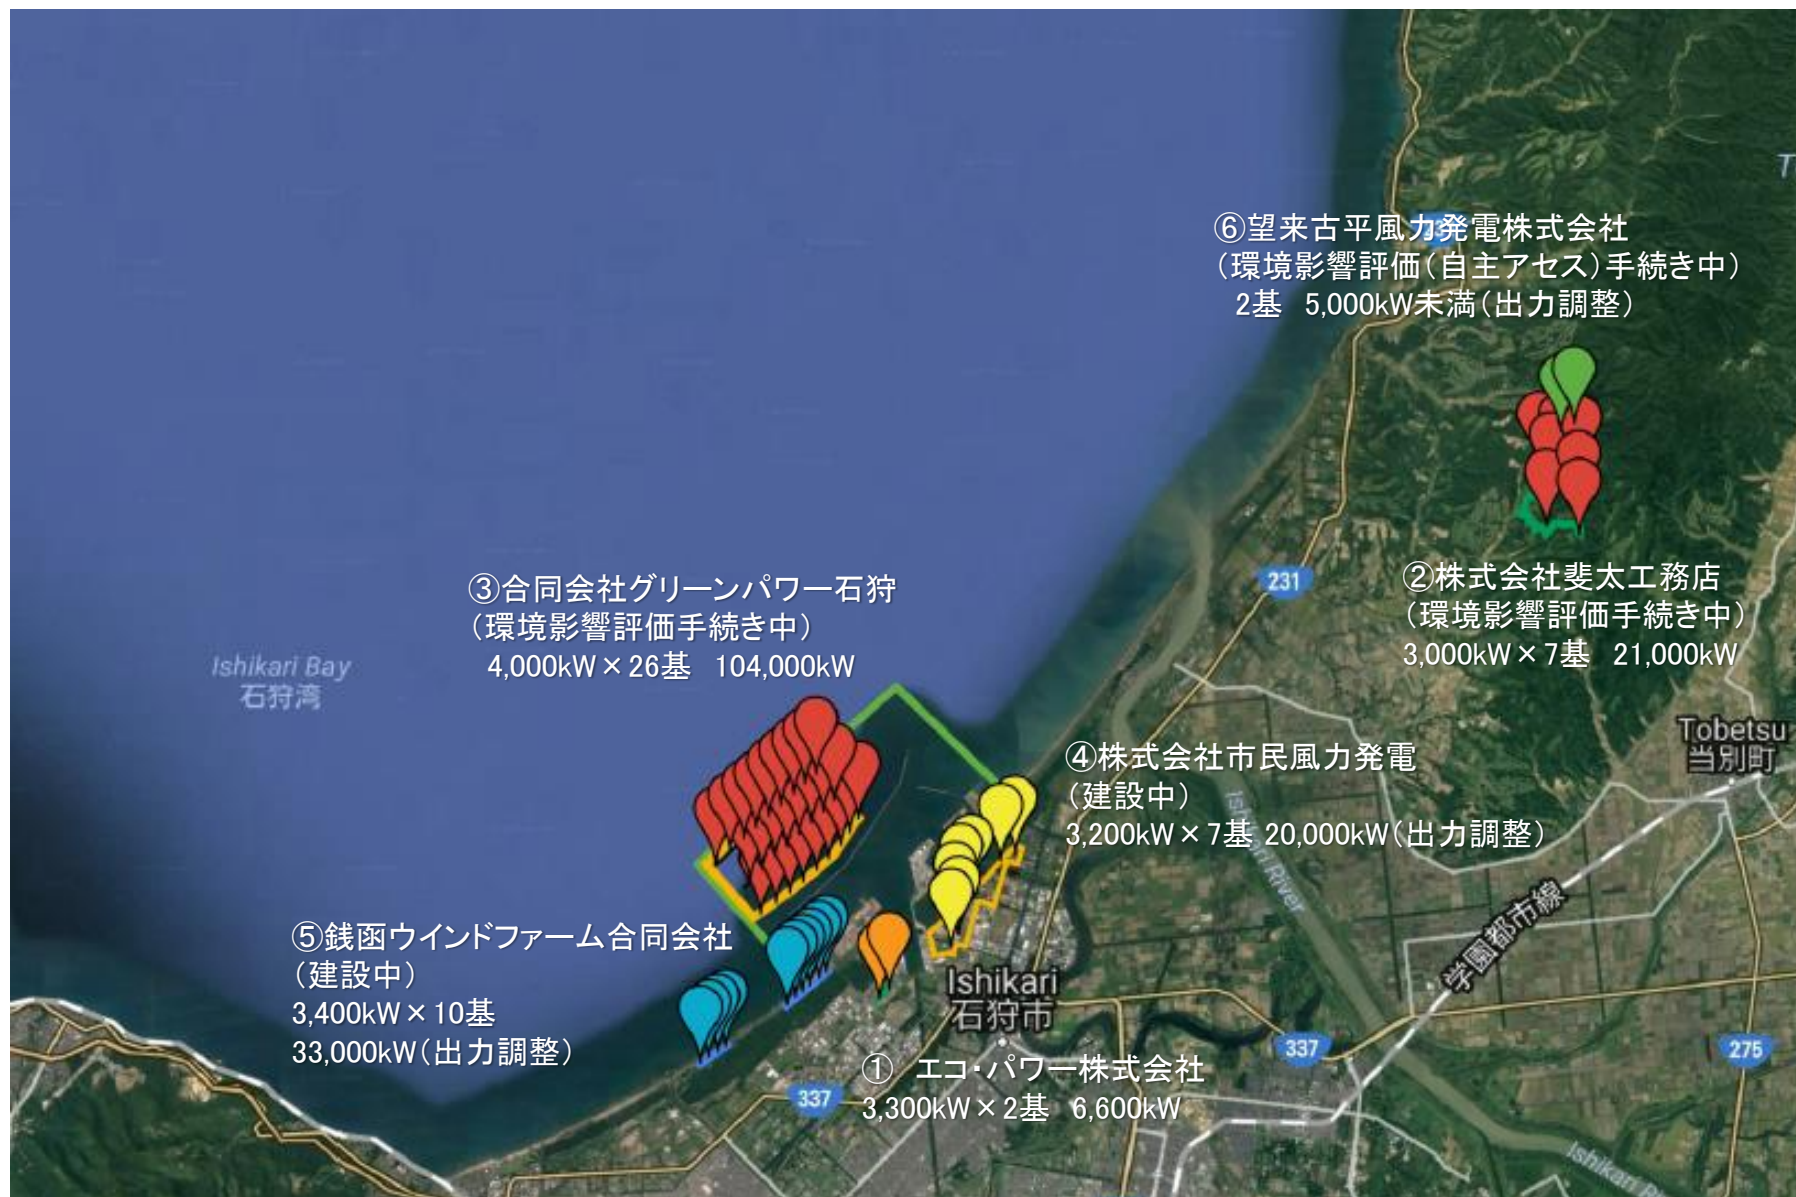 ⑥望来古平風力発電株式会社
（環境影響評価（自主アセス）手続き中）
2基　5,000kW未満（出力調整）
231
②株式会社斐太工務店
（環境影響評価手続き中）
3,000kW×7基　21,000kW
③合同会社グリーンパワー石狩
（環境影響評価手続き中）
4,000kW×26基　104,000kW
Ishikari Bay
石狩湾
Tobetsu
当別町
④株式会社市民風力発電
（建設中）
3,200kW×7基 20,000kW（出力調整）
Ishikari River
学園都市線
⑤銭函ウインドファーム合同会社
（建設中）
3,400kW×10基
33,000kW（出力調整）
Ishikari
石狩市
337
275
①　エコ・パワー株式会社
3,300kW×2基　6,600kW
337
Ishikari